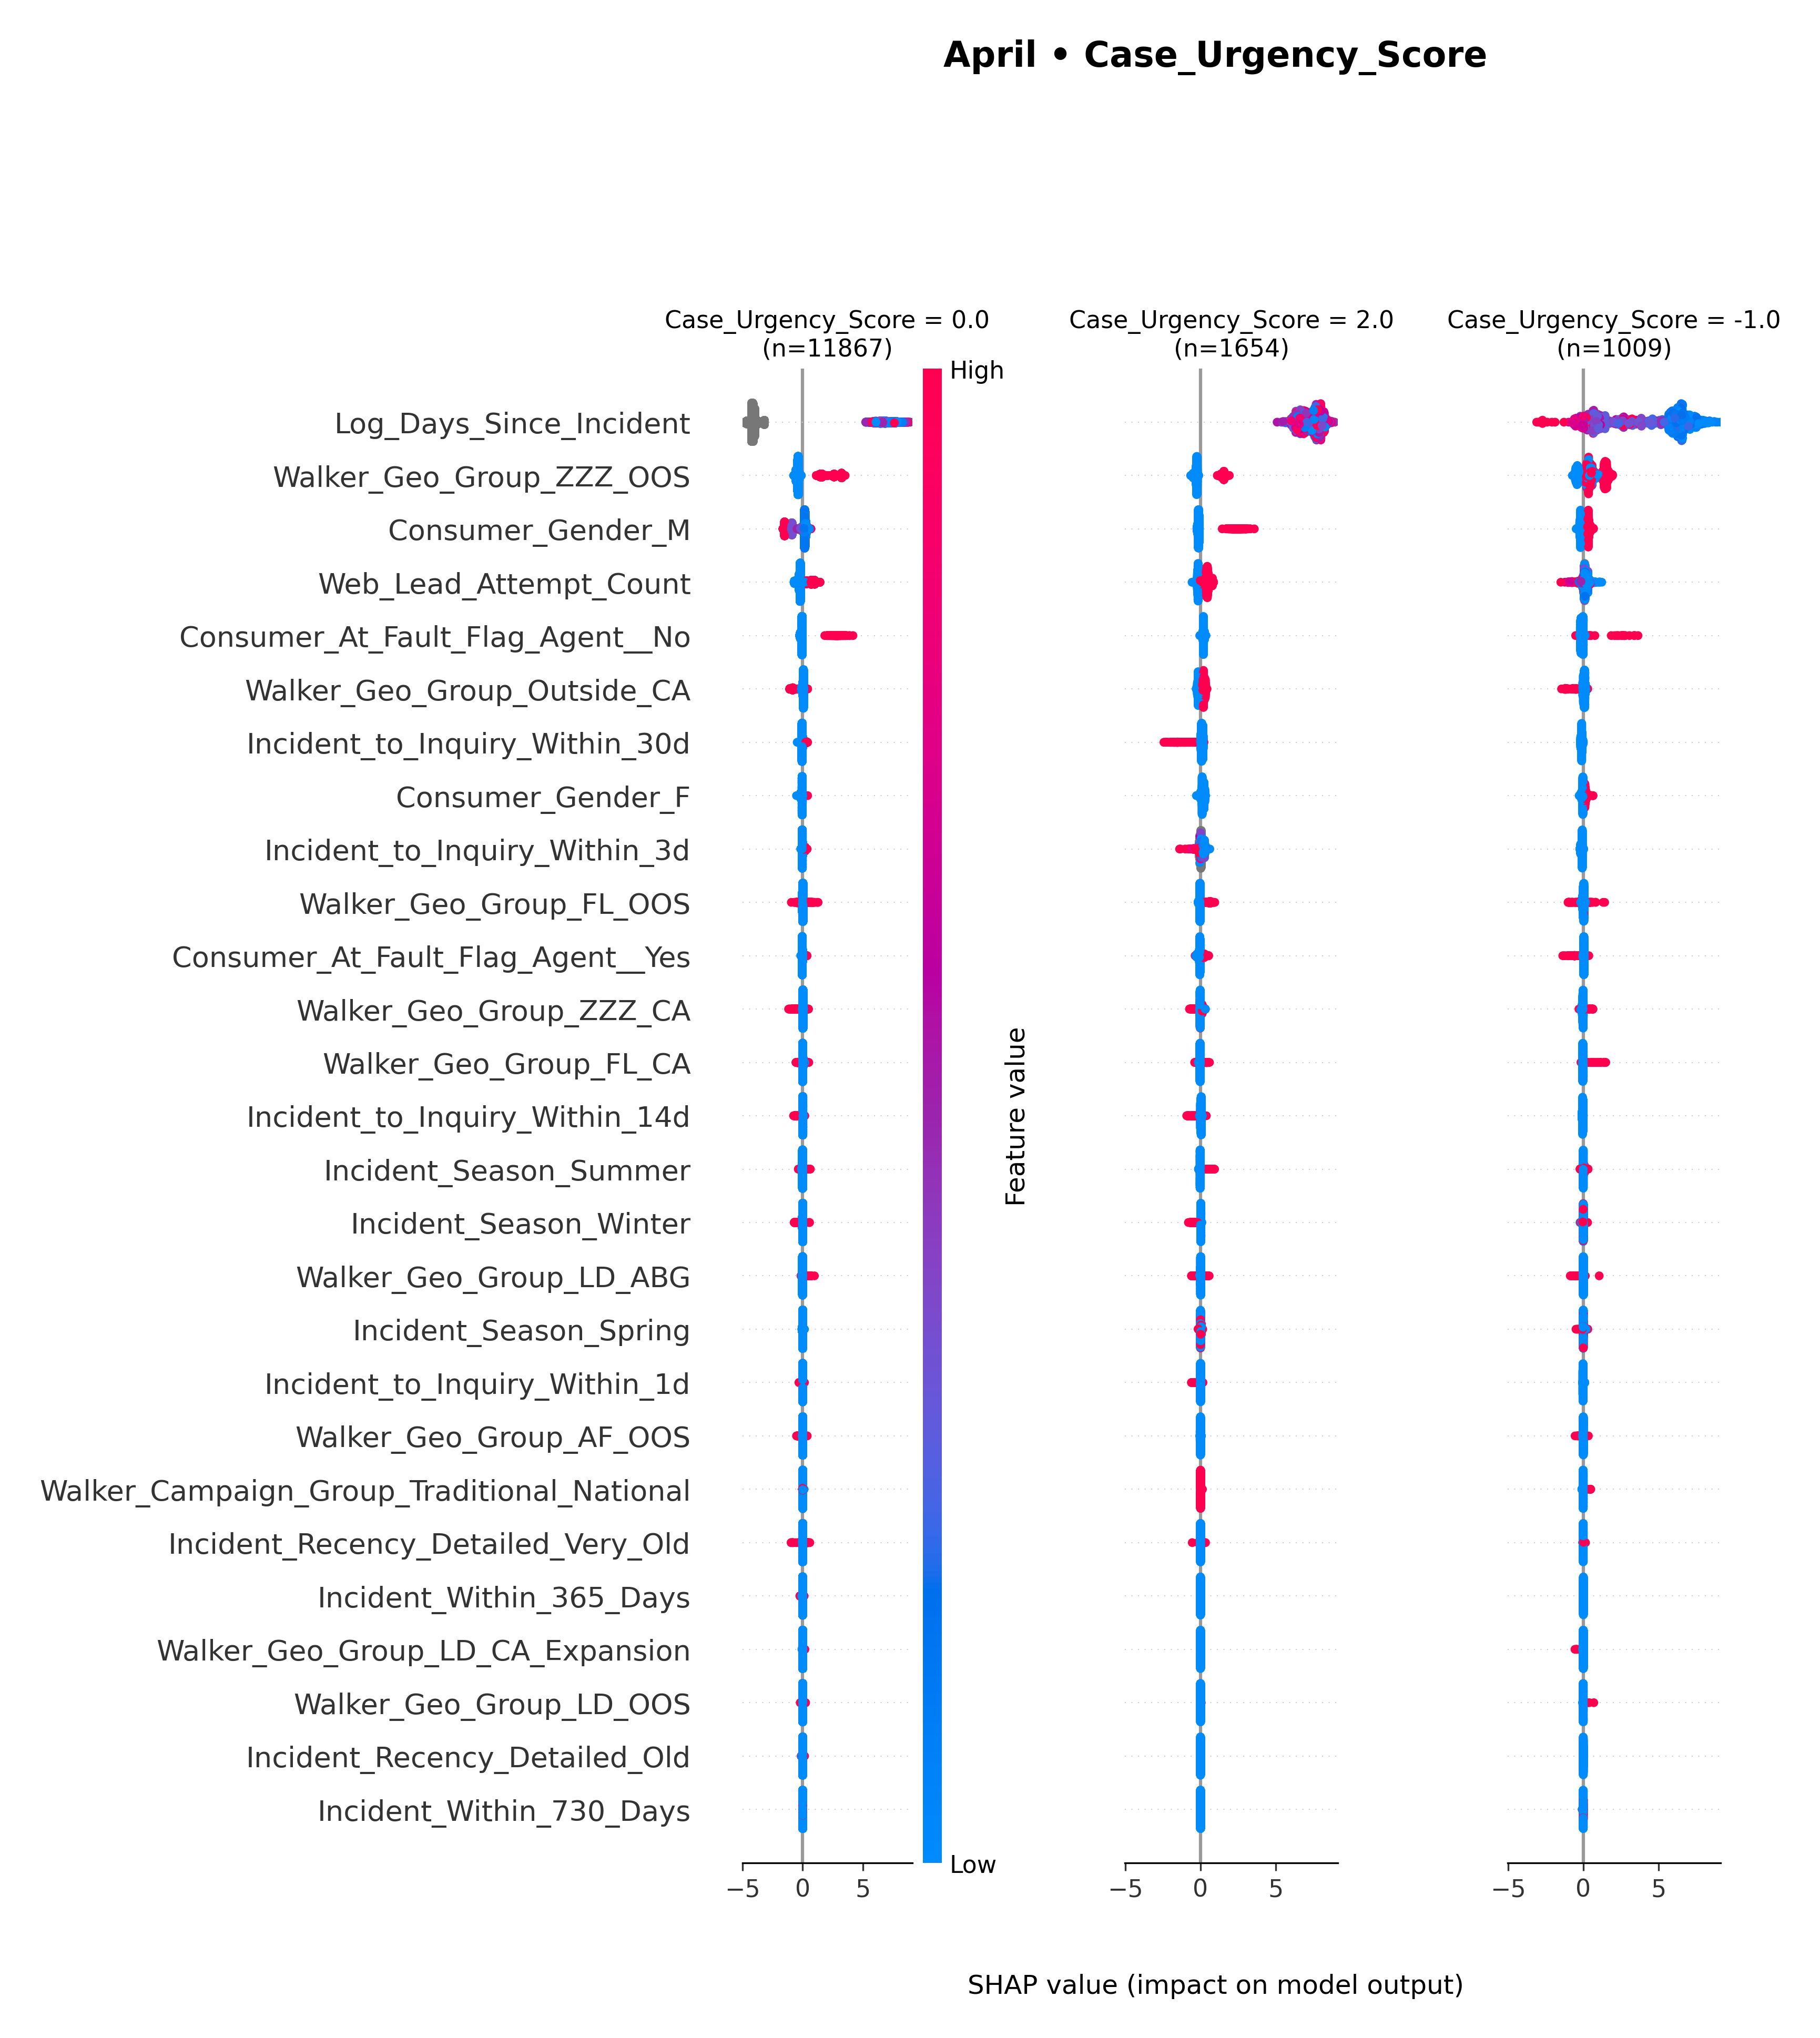 April • Case_Urgency_Score
Case_Urgency_Score = 0.0
(n=11867)
Case_Urgency_Score = 2.0
(n=1654)
Case_Urgency_Score = -1.0
(n=1009)
High
Log_Days_Since_Incident
Walker_Geo_Group_ZZZ_OOS
Consumer_Gender_M
Web_Lead_Attempt_Count
Consumer_At_Fault_Flag_Agent__No
Walker_Geo_Group_Outside_CA
Incident_to_Inquiry_Within_30d
Consumer_Gender_F
Incident_to_Inquiry_Within_3d
Walker_Geo_Group_FL_OOS
Consumer_At_Fault_Flag_Agent__Yes
Walker_Geo_Group_ZZZ_CA
Walker_Geo_Group_FL_CA
Incident_to_Inquiry_Within_14d
Incident_Season_Summer
Incident_Season_Winter
Walker_Geo_Group_LD_ABG
Incident_Season_Spring
Incident_to_Inquiry_Within_1d
Walker_Geo_Group_AF_OOS
Walker_Campaign_Group_Traditional_National
Incident_Recency_Detailed_Very_Old
Incident_Within_365_Days
Walker_Geo_Group_LD_CA_Expansion
Walker_Geo_Group_LD_OOS
Incident_Recency_Detailed_Old
Incident_Within_730_Days
Feature value
Low
−5 0 5
−5 0 5
−5 0 5
SHAP value (impact on model output)